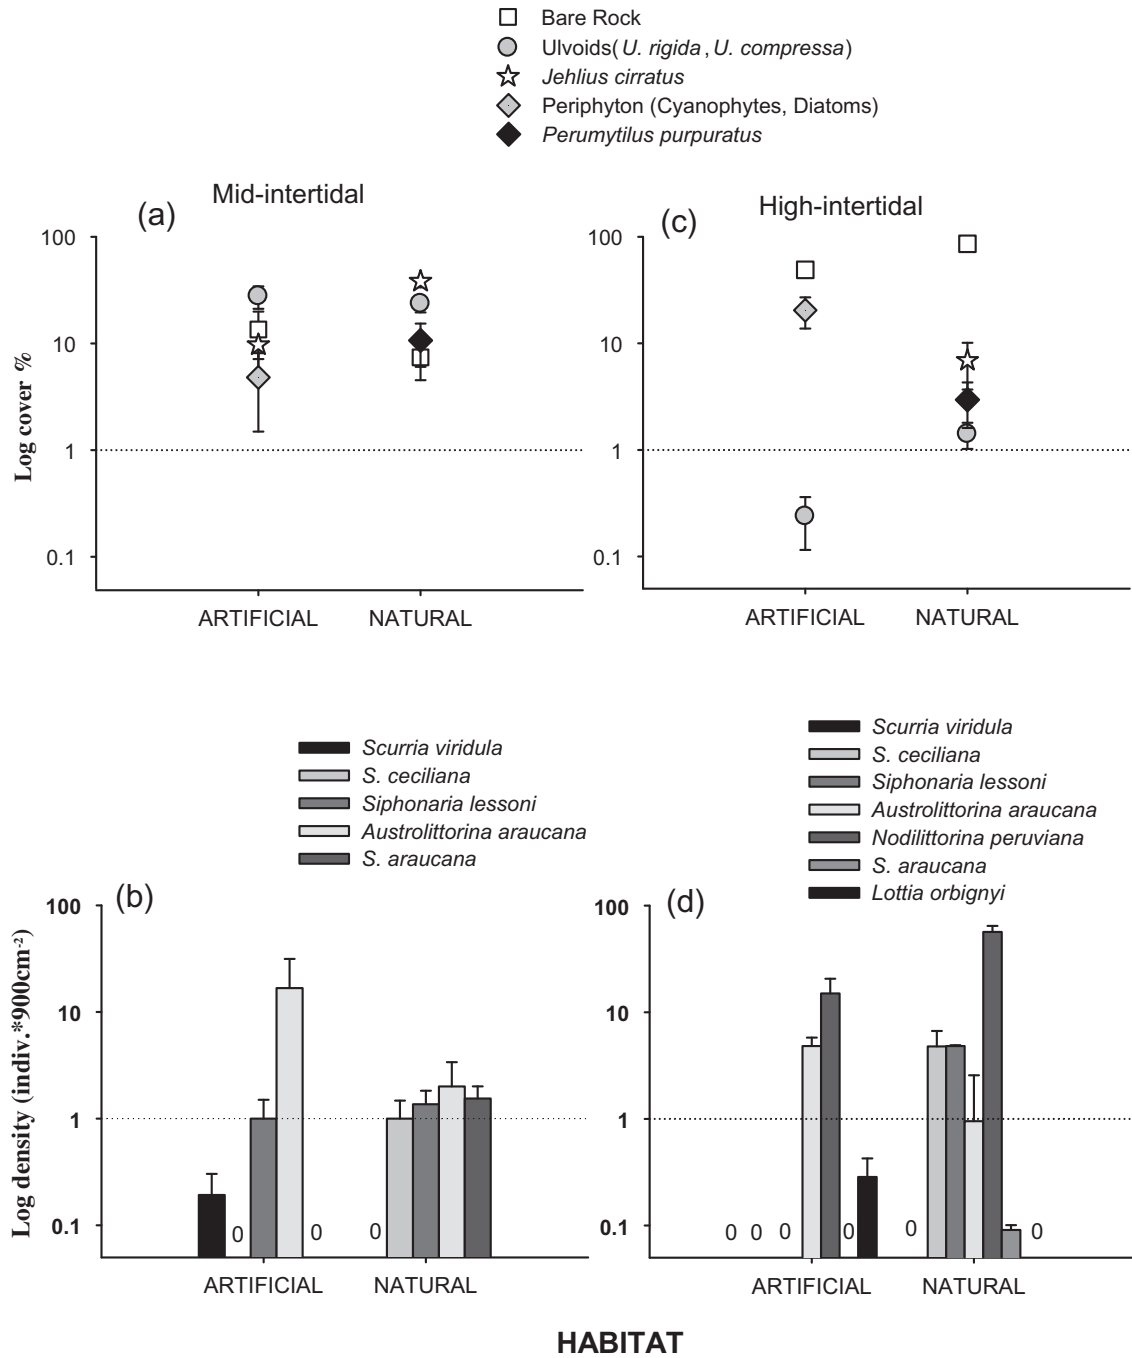 Bare Rock
Ulvoids( U. rigida , U. compressa )
Jehlius cirratus
Periphyton (Cyanophytes, Diatoms)
Perumytilus purpuratus
(a)
Mid-intertidal
(c)
High-intertidal
Log cover %
100
10
1
0.1
ARTIFICIAL
NATURAL
100
10
1
0.1
ARTIFICIAL
NATURAL
Scurria viridula
S. ceciliana
Siphonaria lessoni
Austrolittorina araucana
S. araucana
Scurria viridula
S. ceciliana
Siphonaria lessoni
Austrolittorina araucana
Nodilittorina peruviana
S. araucana
Lottia orbignyi
(b)
Log density (indiv.*900cm⁻²)
100
10
1
0.1
0
0
0
ARTIFICIAL
NATURAL
(d)
100
10
1
0.1
0 0 0
0
0
0
ARTIFICIAL
NATURAL
HABITAT